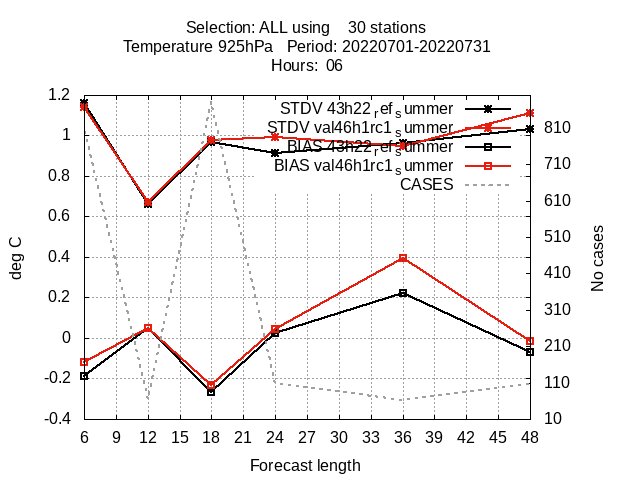 Selection: ALL using    30 stations
Temperature 925hPa   Period: 20220701-20220731
Hours:  06
STDV 43h22_ref_summer
STDV val46h1rc1_summer
BIAS 43h22_ref_summer
BIAS val46h1rc1_summer
CASES
1.2
1
0.8
0.6
0.4
0.2
0
-0.2
-0.4
deg C
810
710
610
510
410
310
210
110
10
No cases
6 9 12 15 18 21 24 27 30 33 36 39 42 45 48
Forecast length